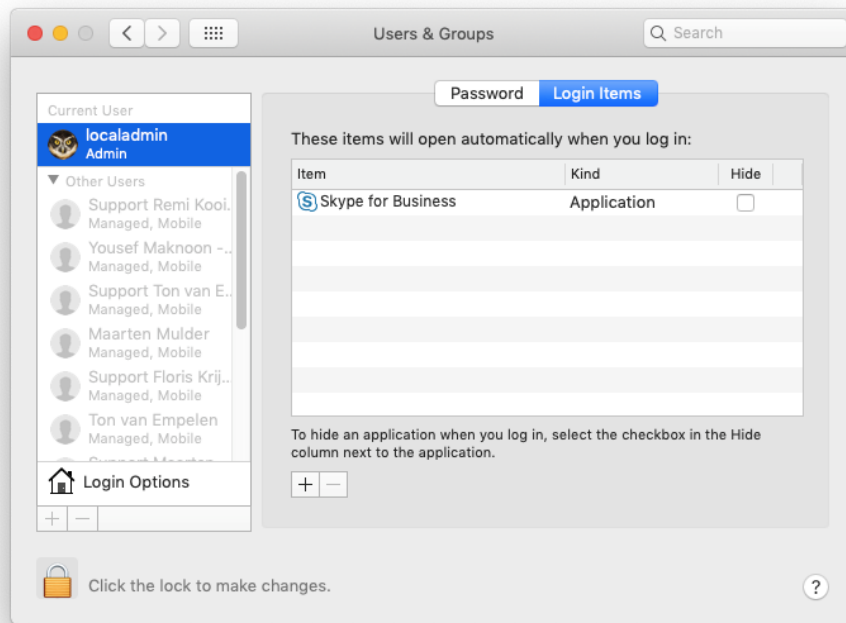 Users & Groups
Search
Current User
localadmin
Admin
Other Users
Support Remi Kooi..
Managed, Mobile
Yousef Maknoon -..
Managed, Mobile
Support Ton van E..
Managed, Mobile
Maarten Mulder
Managed, Mobile
Support Floris Krij..
Managed, Mobile
Ton van Empelen
Managed, Mobile
Login Options
+ −
Password Login Items
These items will open automatically when you log in:
Item Kind Hide
Skype for Business Application
To hide an application when you log in, select the checkbox in the Hide
column next to the application.
+ −
Click the lock to make changes.
?